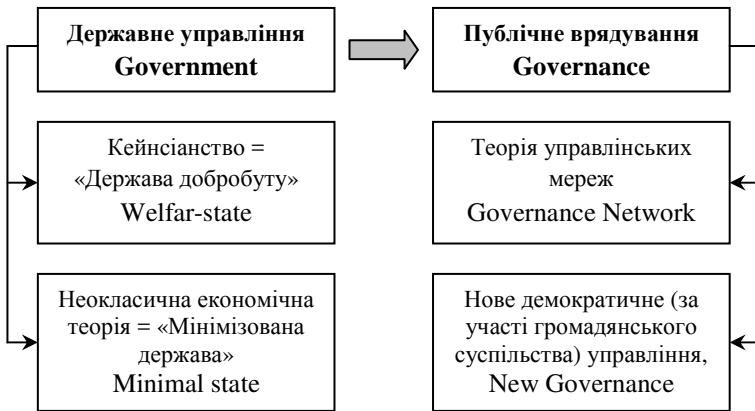 Державне управління
Government
Публічне врядування
Governance
Кейнсіанство =
«Держава добробуту»
Welfar-state
Теорія управлінських
мереж
Governance Network
Неокласична економічна
теорія = «Мінімізована
держава»
Minimal state
Нове демократичне (за
участі громадянського
суспільства) управління,
New Governance